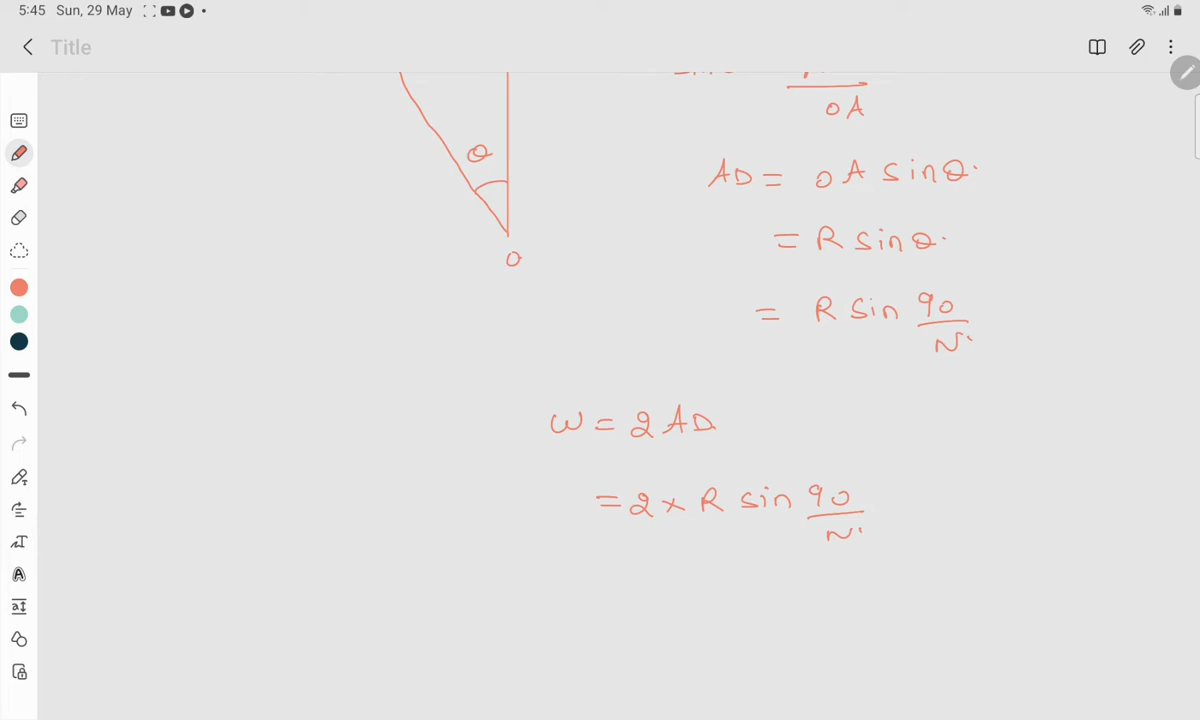 5:45 Sun, 29 May
Title
OA
θ
AD = OA sinθ.
O
= R sinθ.
= R sin 90/N.
W = 2 AD
= 2 × R sin 90/N.